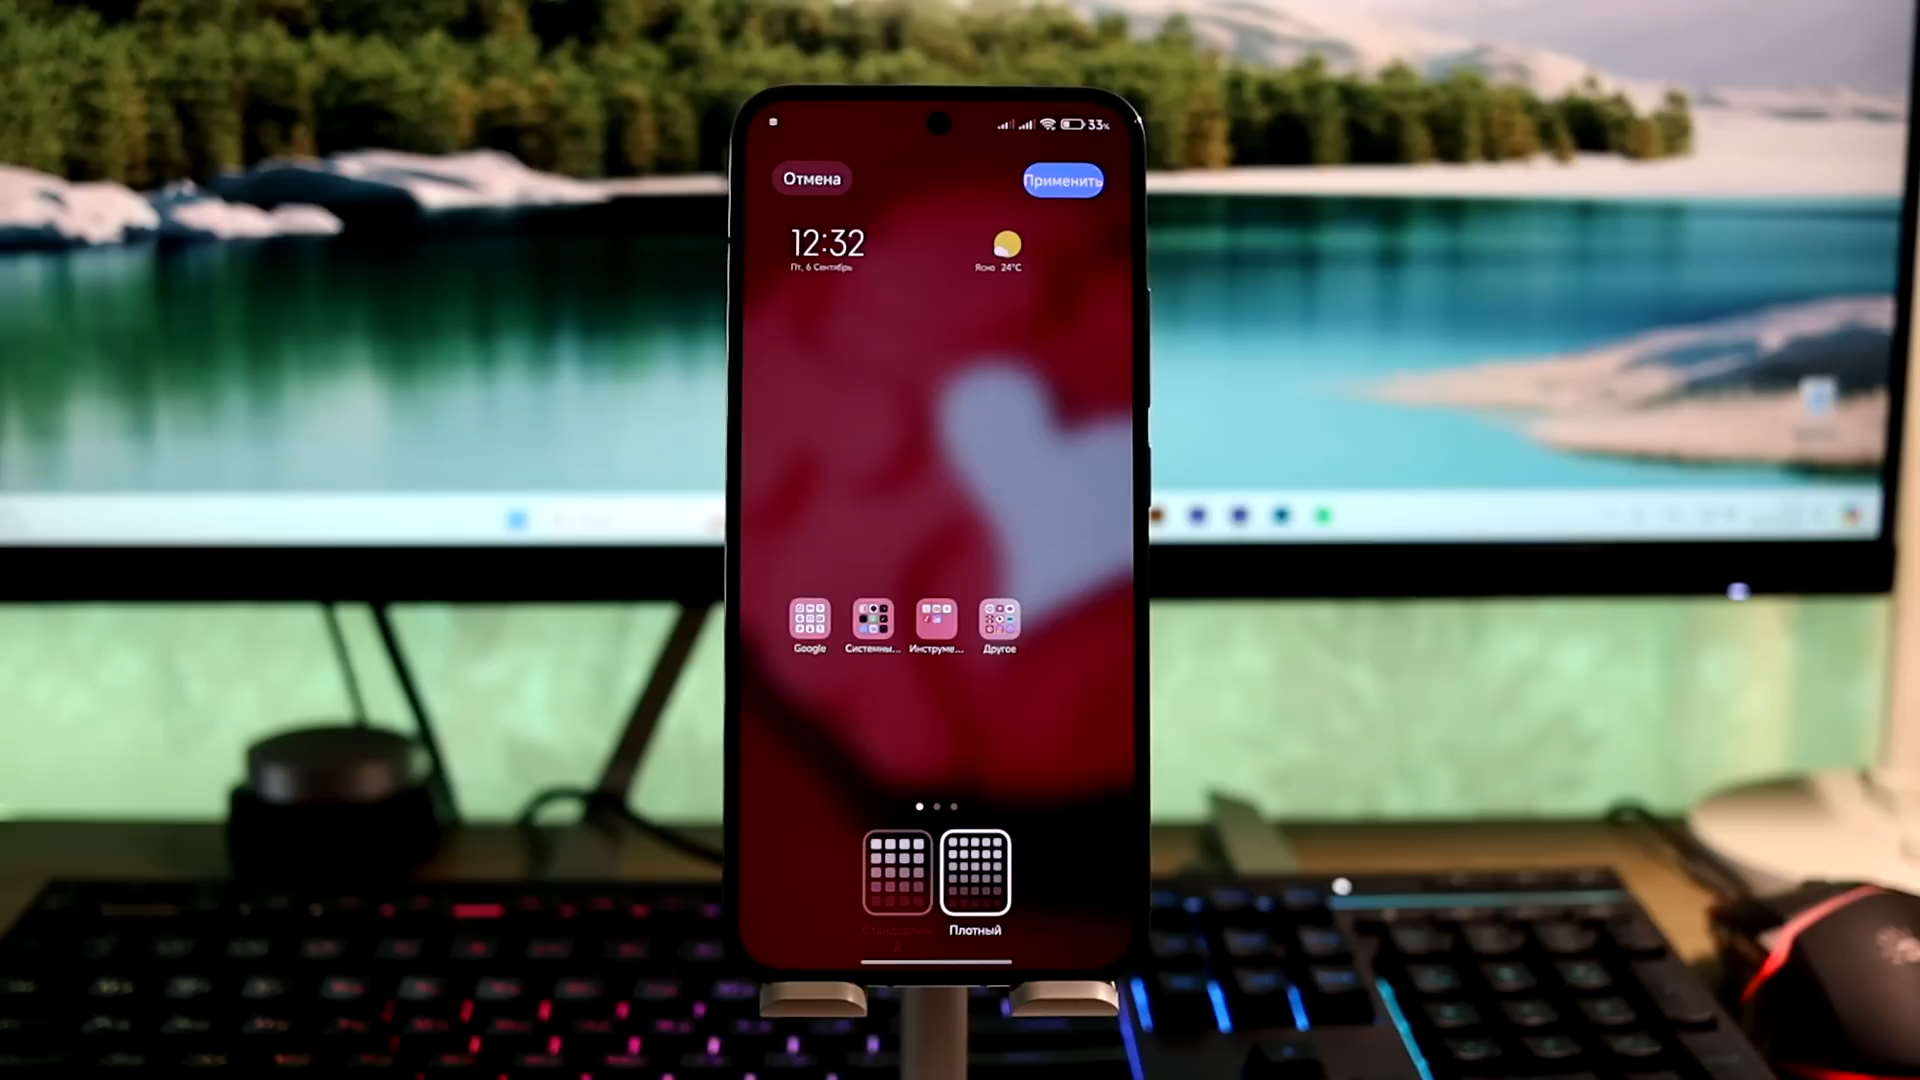 33%
Отмена
Применить
12:32
Пт, 6 Сентябрь
Ясно 24°C
Google
Системны...
Инструме...
Другое
Плотный